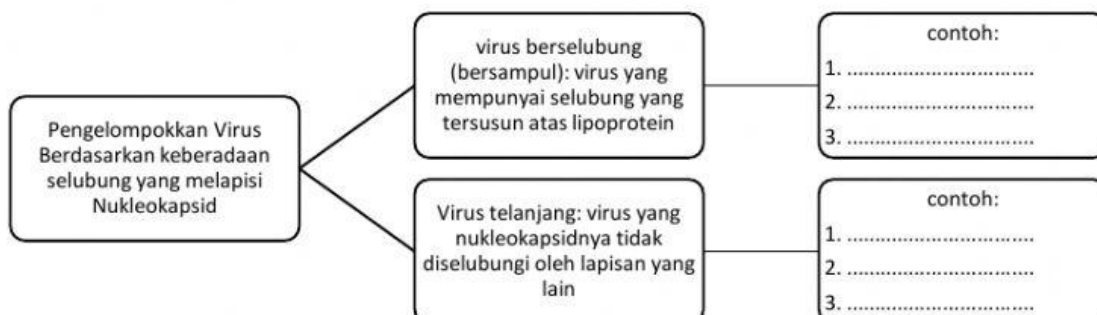 Pengelompokkan Virus
Berdasarkan keberadaan
selubung yang melapisi
Nukleokapsid
virus berselubung
(bersampul): virus yang
mempunyai selubung yang
tersusun atas lipoprotein
contoh:
1. ..................................
2. ..................................
3. ..................................
Virus telanjang: virus yang
nukleokapsidnya tidak
diselubungi oleh lapisan yang
lain
contoh:
1. ..................................
2. ..................................
3. ..................................